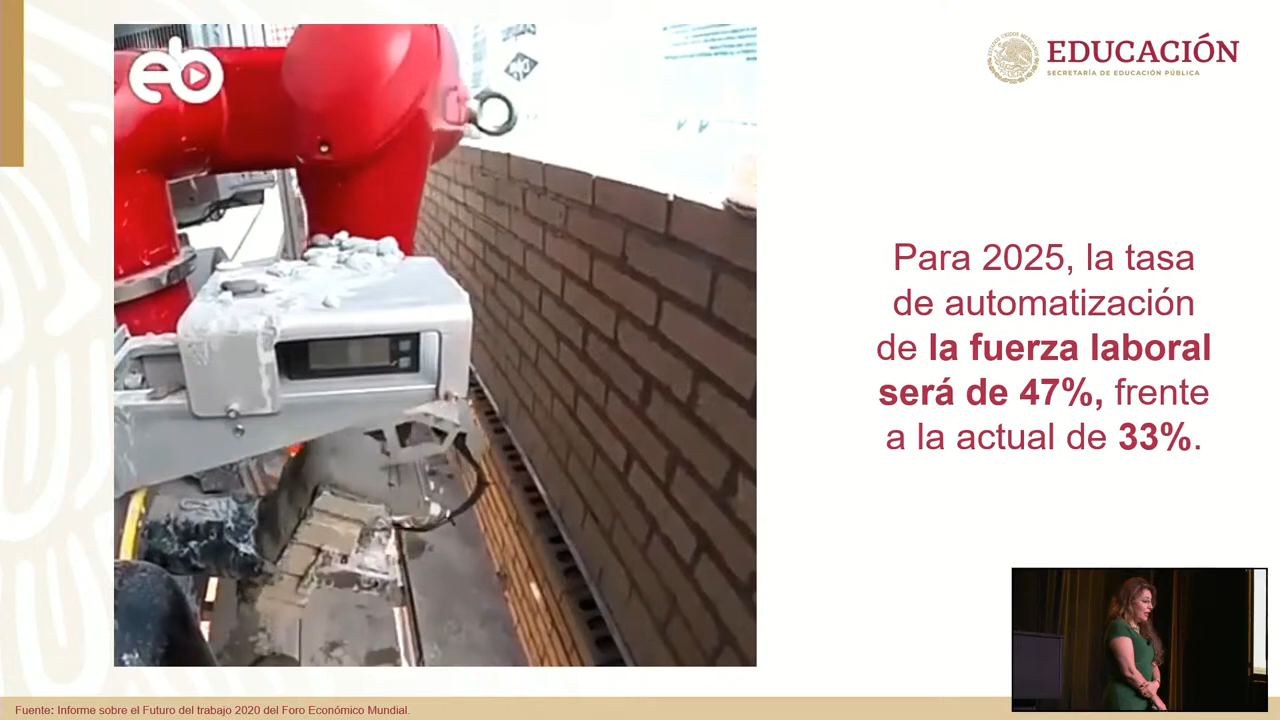 eb
EDUCACIÓN
SECRETARÍA DE EDUCACIÓN PÚBLICA
Para 2025, la tasa
de automatización
de la fuerza laboral
será de 47%, frente
a la actual de 33%.
Fuente: Informe sobre el Futuro del trabajo 2020 del Foro Económico Mundial.